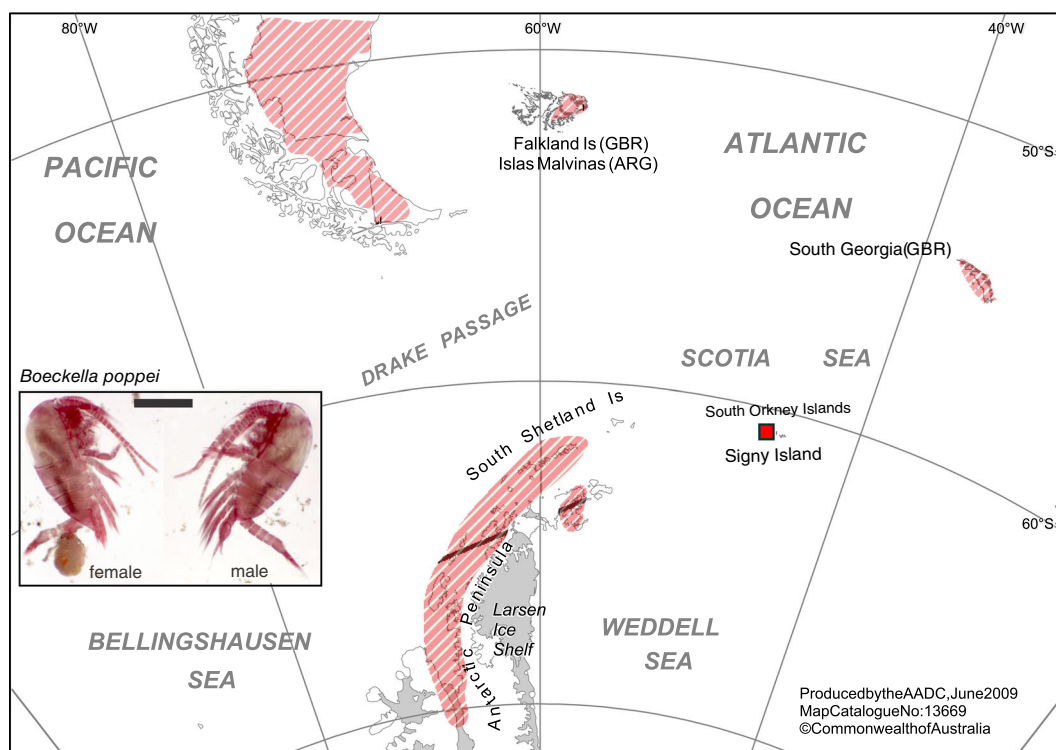 80°W
60°W
40°W
Falkland Is (GBR)
Islas Malvinas (ARG)
ATLANTIC
OCEAN
50°S
PACIFIC
OCEAN
South Georgia(GBR)
DRAKE PASSAGE
SCOTIA SEA
Boeckella poppei
female
male
South Shetland Is
South Orkney Islands
Signy Island
60°S
Antarctic Peninsula
Larsen
Ice
Shelf
BELLINGSHAUSEN
SEA
WEDDELL
SEA
ProducedbytheAADC,June2009
MapCatalogueNo:13669
©CommonwealthofAustralia